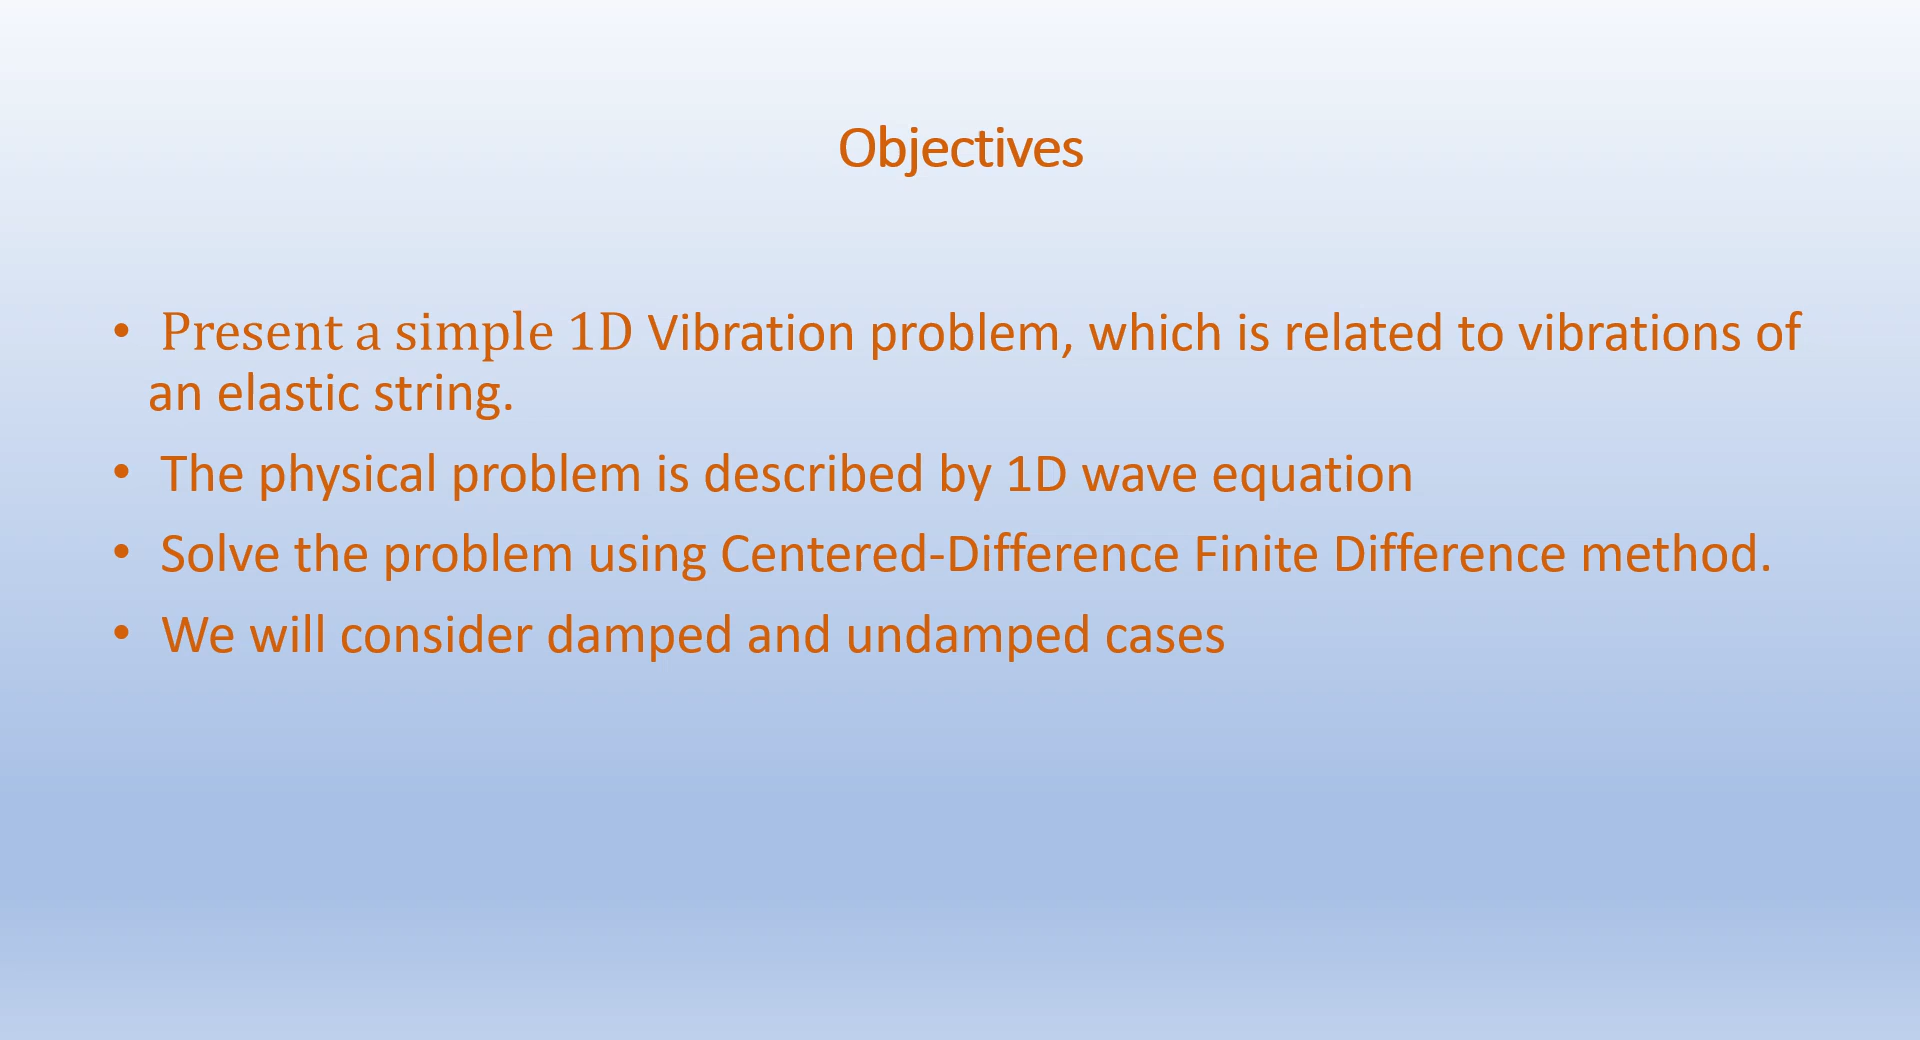 Objectives
• Present a simple 1D Vibration problem, which is related to vibrations of
an elastic string.
• The physical problem is described by 1D wave equation
• Solve the problem using Centered-Difference Finite Difference method.
• We will consider damped and undamped cases